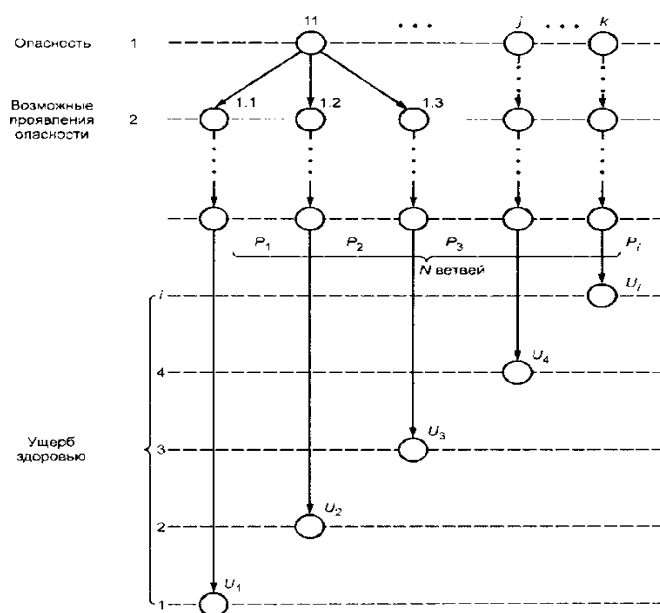 11 . . . j . . . k
Опасность 1
Возможные
проявления
опасности
2
1.1 1.2 1.3
P1 P2 P3 Pi
N ветвей
i Ui
4 U4
Ущерб
здоровью
3 U3
2 U2
1 U1